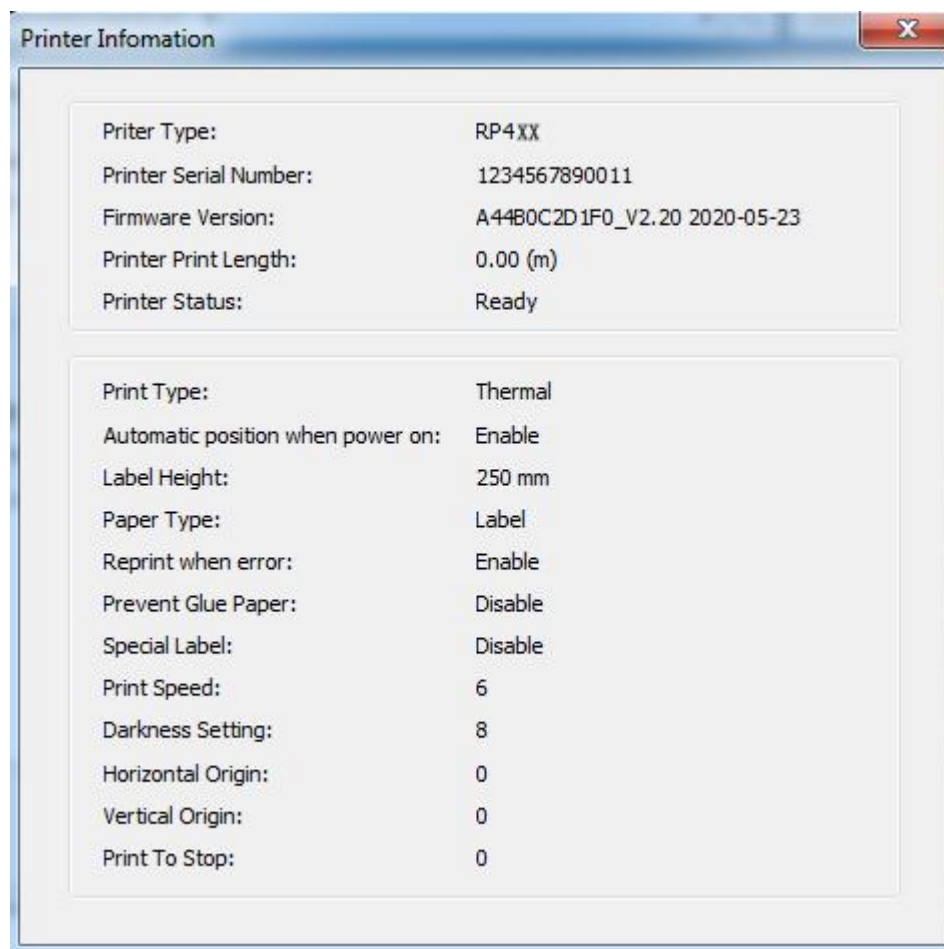 Printer Infomation
Priter Type: RP4XX
Printer Serial Number: 1234567890011
Firmware Version: A44B0C2D1F0_V2.20 2020-05-23
Printer Print Length: 0.00 (m)
Printer Status: Ready
Print Type: Thermal
Automatic position when power on: Enable
Label Height: 250 mm
Paper Type: Label
Reprint when error: Enable
Prevent Glue Paper: Disable
Special Label: Disable
Print Speed: 6
Darkness Setting: 8
Horizontal Origin: 0
Vertical Origin: 0
Print To Stop: 0